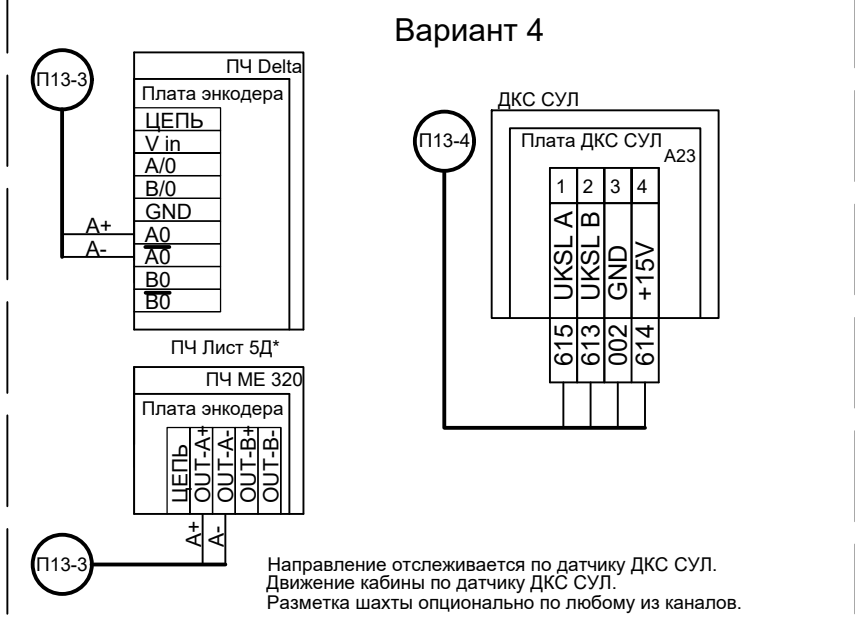 Вариант 4
П13-3
ПЧ Delta
Плата энкодера
ЦЕПЬ
V in
A/0
B/0
GND
A+
A0
A-
A0
B0
B0
ПЧ Лист 5Д*
ПЧ ME 320
Плата энкодера
ЦЕПЬ
OUT-A+
OUT-A-
OUT-B+
OUT-B-
A+
A-
П13-3
ДКС СУЛ
П13-4
Плата ДКС СУЛ
A23
1 2 3 4
UKSL A
UKSL B
GND
+15V
615
613
002
614
Направление отслеживается по датчику ДКС СУЛ.
Движение кабины по датчику ДКС СУЛ.
Разметка шахты опционально по любому из каналов.